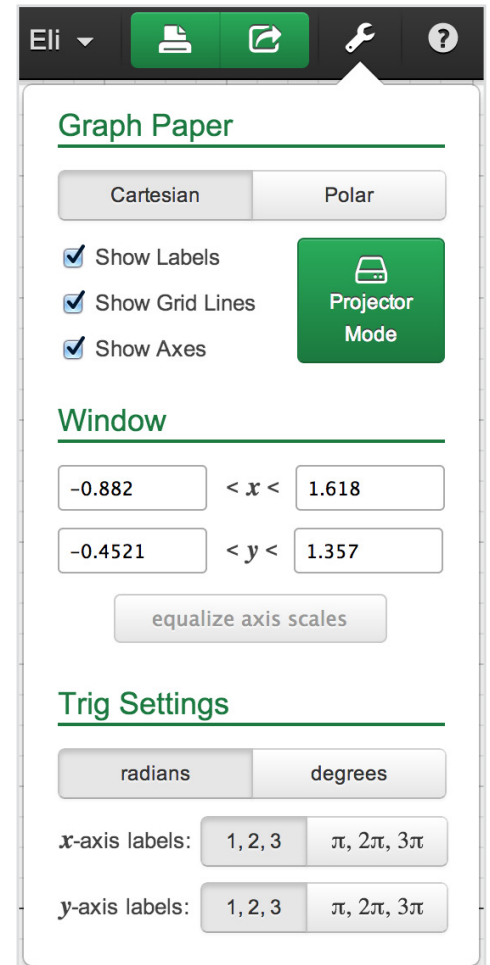 Eli
?
Graph Paper
Cartesian Polar
Show Labels
Show Grid Lines
Show Axes
Projector
Mode
Window
-0.882 < x < 1.618
-0.4521 < y < 1.357
equalize axis scales
Trig Settings
radians degrees
x-axis labels: 1, 2, 3 π, 2π, 3π
y-axis labels: 1, 2, 3 π, 2π, 3π